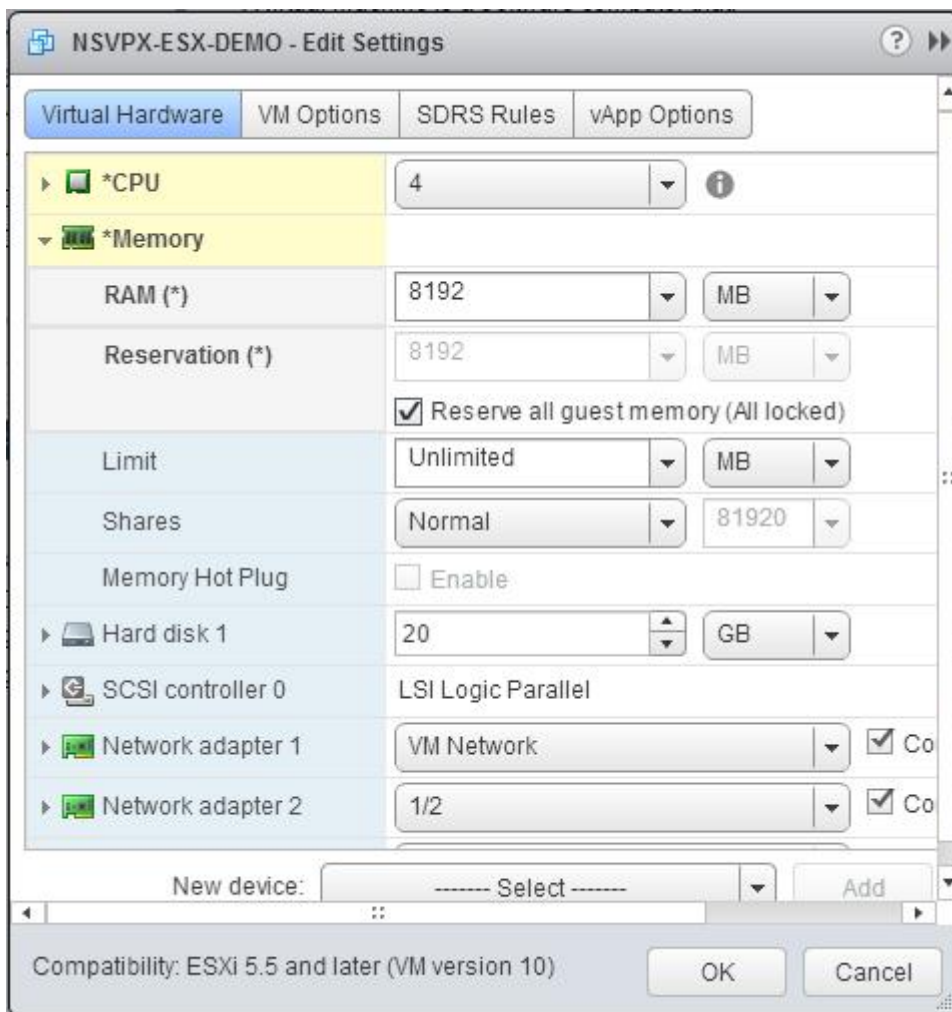 NSVPX-ESX-DEMO - Edit Settings ?
Virtual Hardware VM Options SDRS Rules vApp Options
*CPU 4
*Memory
RAM (*) 8192 MB
Reservation (*) 8192 MB
Reserve all guest memory (All locked)
Limit Unlimited MB
Shares Normal 81920
Memory Hot Plug Enable
Hard disk 1 20 GB
SCSI controller 0 LSI Logic Parallel
Network adapter 1 VM Network Co
Network adapter 2 1/2 Co
New device: ------- Select ------- Add
Compatibility: ESXi 5.5 and later (VM version 10) OK Cancel